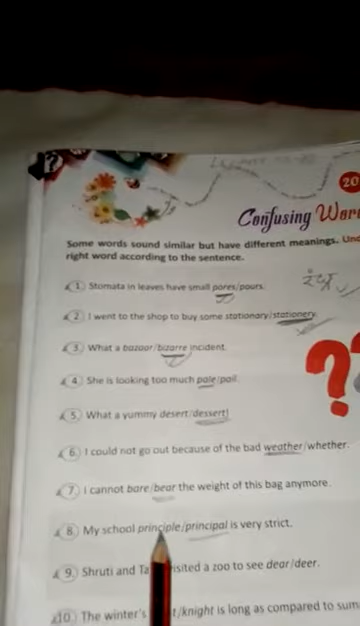 20
Confusing Wor
Some words sound similar but have different meanings. Und
right word according to the sentence.
1. Stomata in leaves have small pores/pours.
रंध्र
2. I went to the shop to buy some stationary/stationery.
3. What a bazaar/bizarre incident.
4. She is looking too much pale/pail.
5. What a yummy desert/dessert!
6. I could not go out because of the bad weather/whether.
7. I cannot bare/bear the weight of this bag anymore.
8. My school principle/principal is very strict.
9. Shruti and Ta isited a zoo to see dear/deer.
10. The winter's t/knight is long as compared to sum